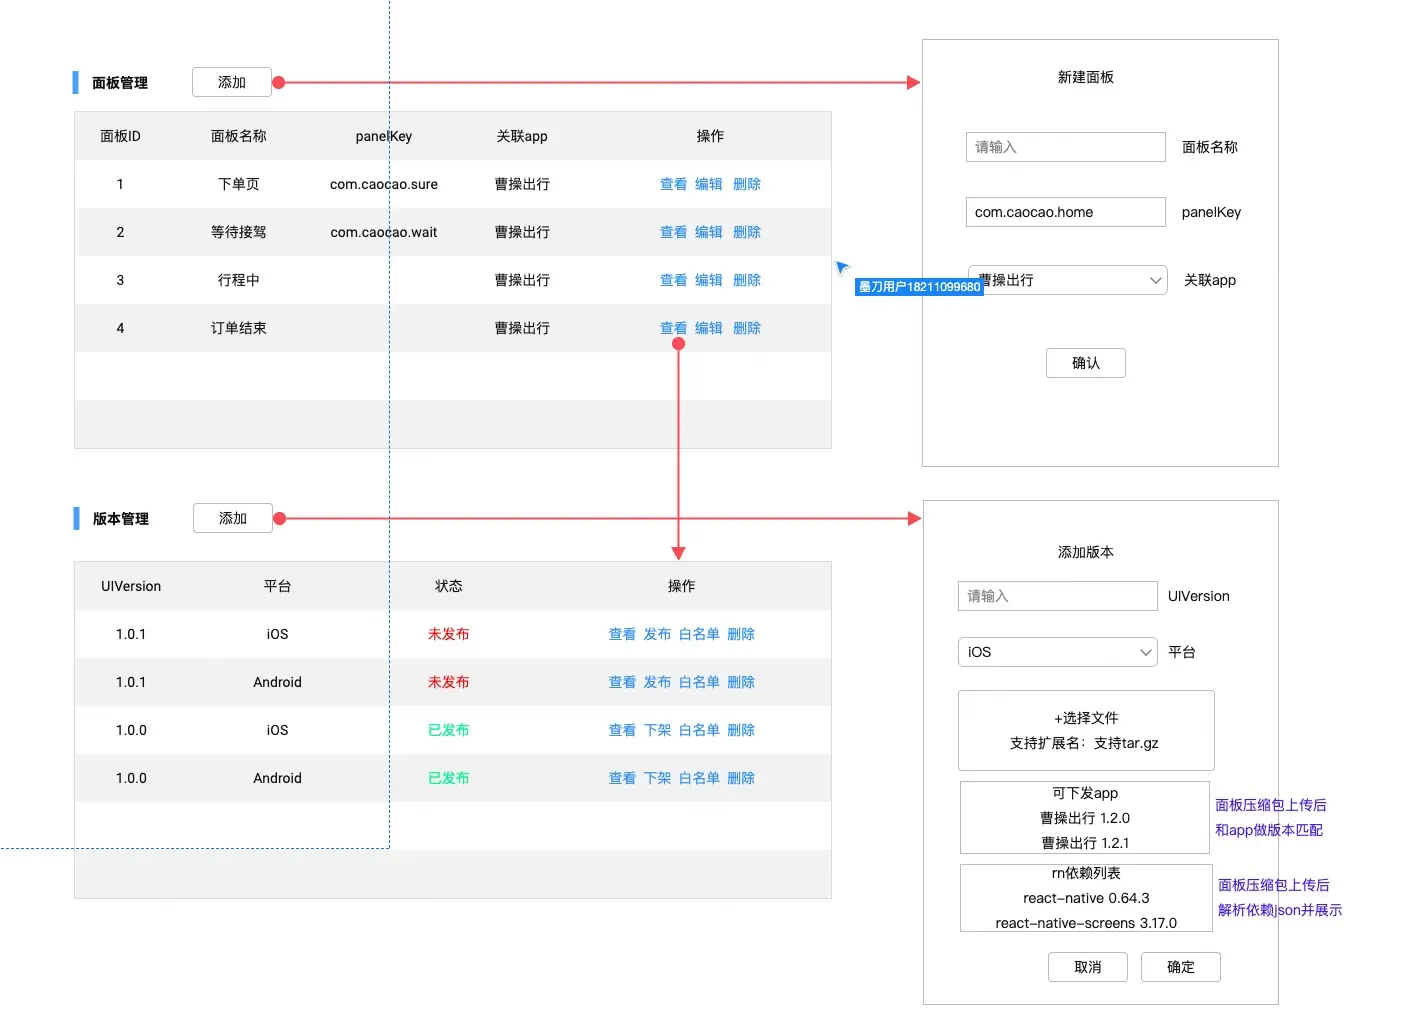 面板管理
添加
面板ID 面板名称 panelKey 关联app 操作
1 下单页 com.caocao.sure 曹操出行 查看 编辑 删除
2 等待接驾 com.caocao.wait 曹操出行 查看 编辑 删除
3 行程中 曹操出行 查看 编辑 删除
4 订单结束 曹操出行 查看 编辑 删除
新建面板
请输入 面板名称
com.caocao.home panelKey
曹操出行 关联app
墨刀用户18211099680
确认
版本管理
添加
UIVersion 平台 状态 操作
1.0.1 iOS 未发布 查看 发布 白名单 删除
1.0.1 Android 未发布 查看 发布 白名单 删除
1.0.0 iOS 已发布 查看 下架 白名单 删除
1.0.0 Android 已发布 查看 下架 白名单 删除
添加版本
请输入 UIVersion
iOS 平台
+选择文件
支持扩展名：支持tar.gz
可下发app
曹操出行 1.2.0
曹操出行 1.2.1
面板压缩包上传后
和app做版本匹配
rn依赖列表
react-native 0.64.3
react-native-screens 3.17.0
面板压缩包上传后
解析依赖json并展示
取消 确定